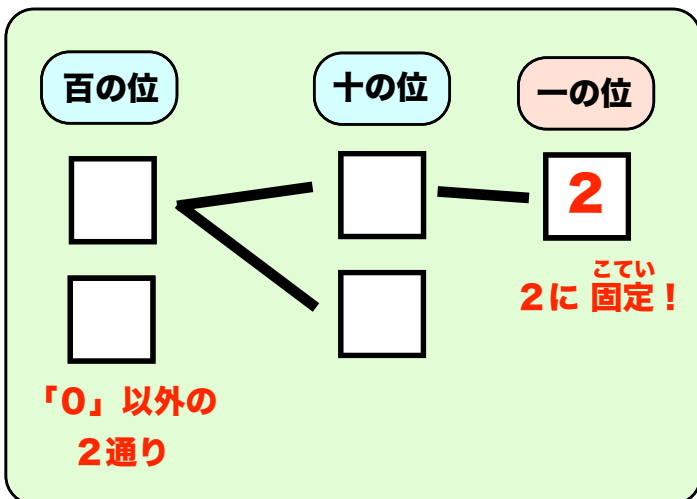 百の位
十の位
一の位
2
こてい
2に 固定！
「0」以外の
2通り